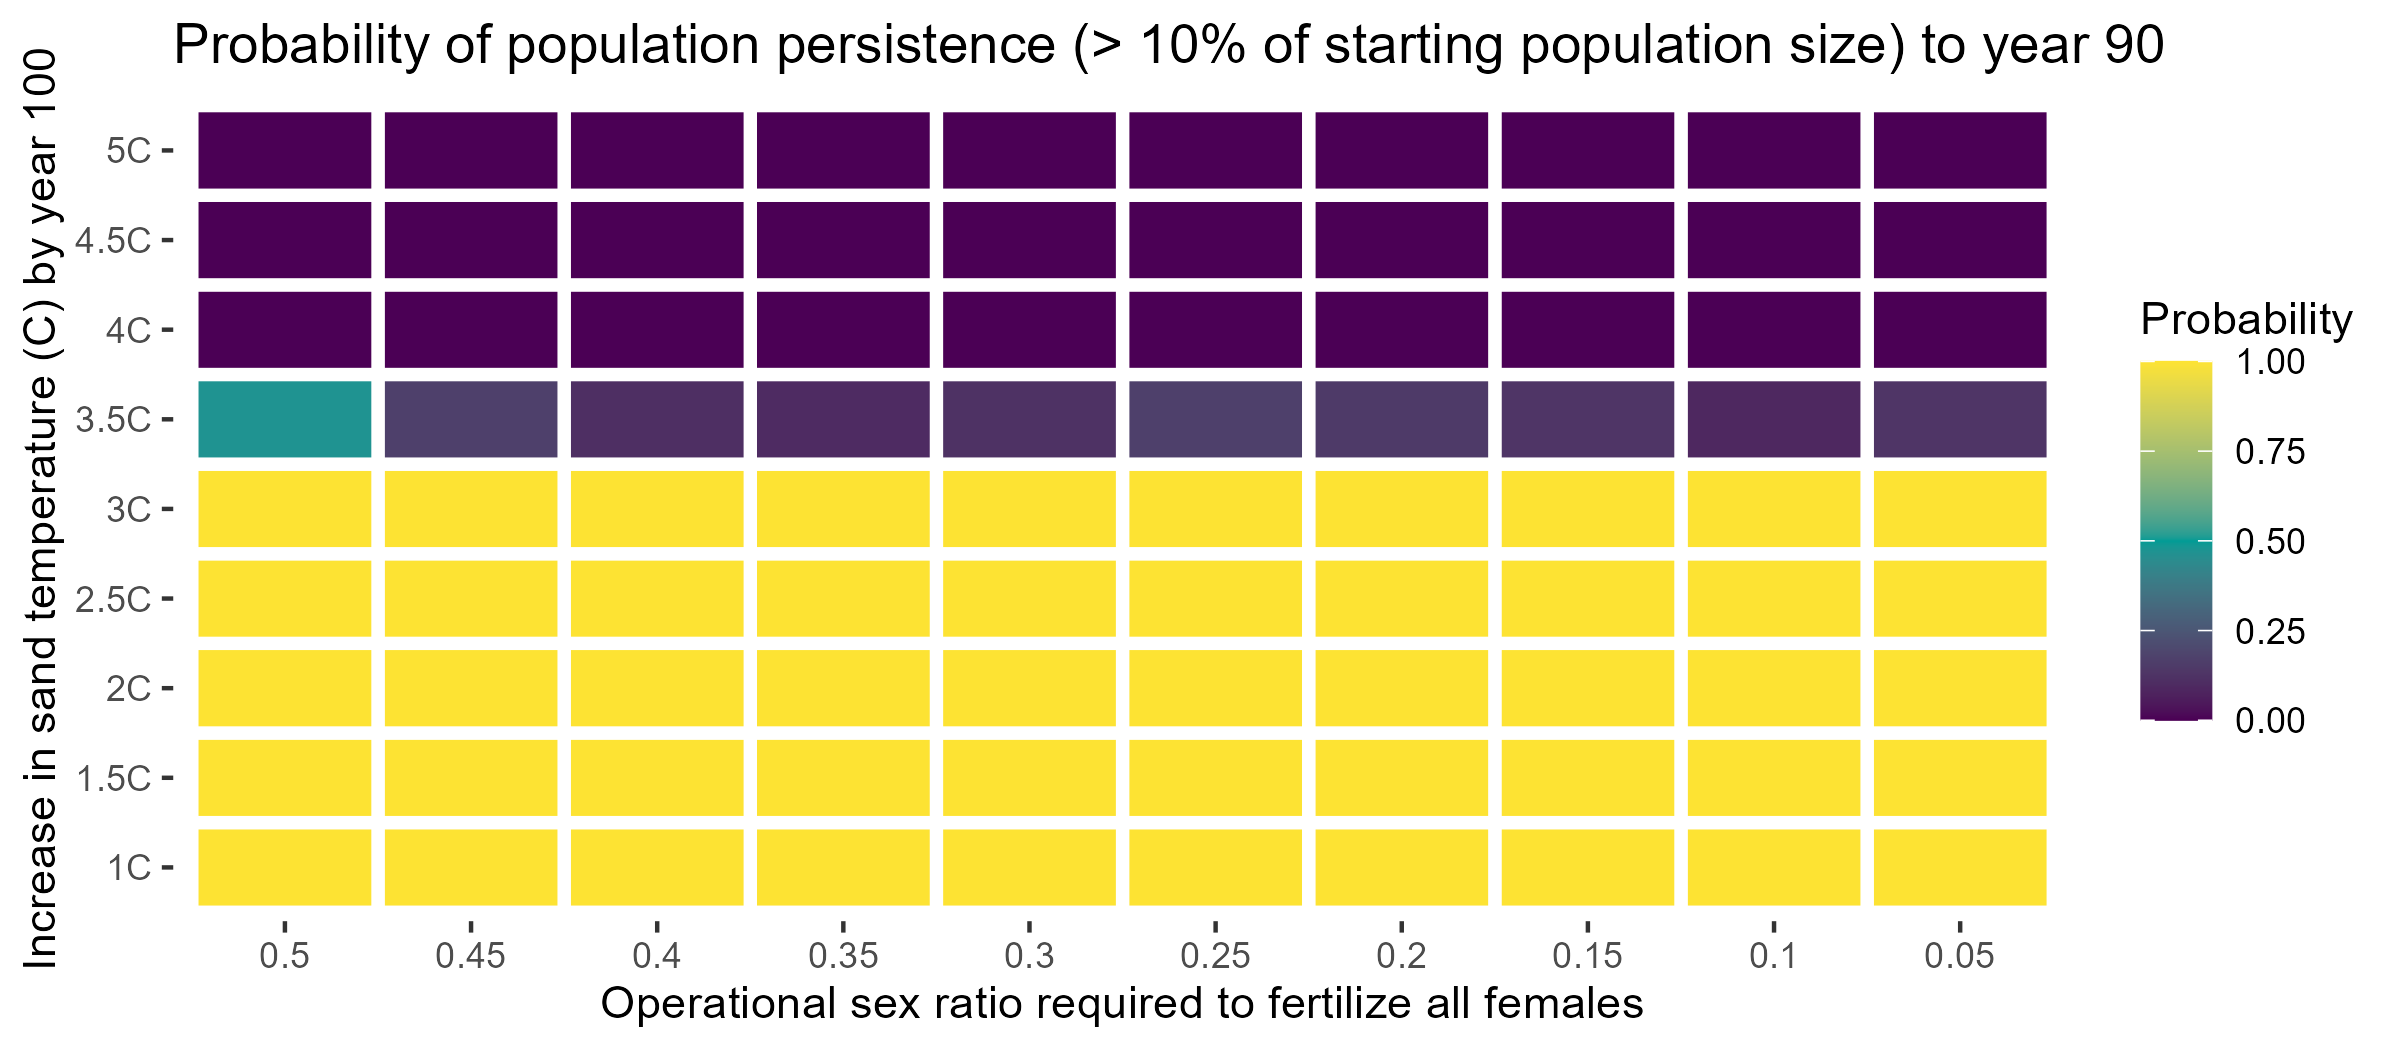 Probability of population persistence (> 10% of starting population size) to year 90
Increase in sand temperature (C) by year 100
5C
4.5C
4C
3.5C
3C
2.5C
2C
1.5C
1C
0.5 0.45 0.4 0.35 0.3 0.25 0.2 0.15 0.1 0.05
Operational sex ratio required to fertilize all females
Probability
1.00
0.75
0.50
0.25
0.00